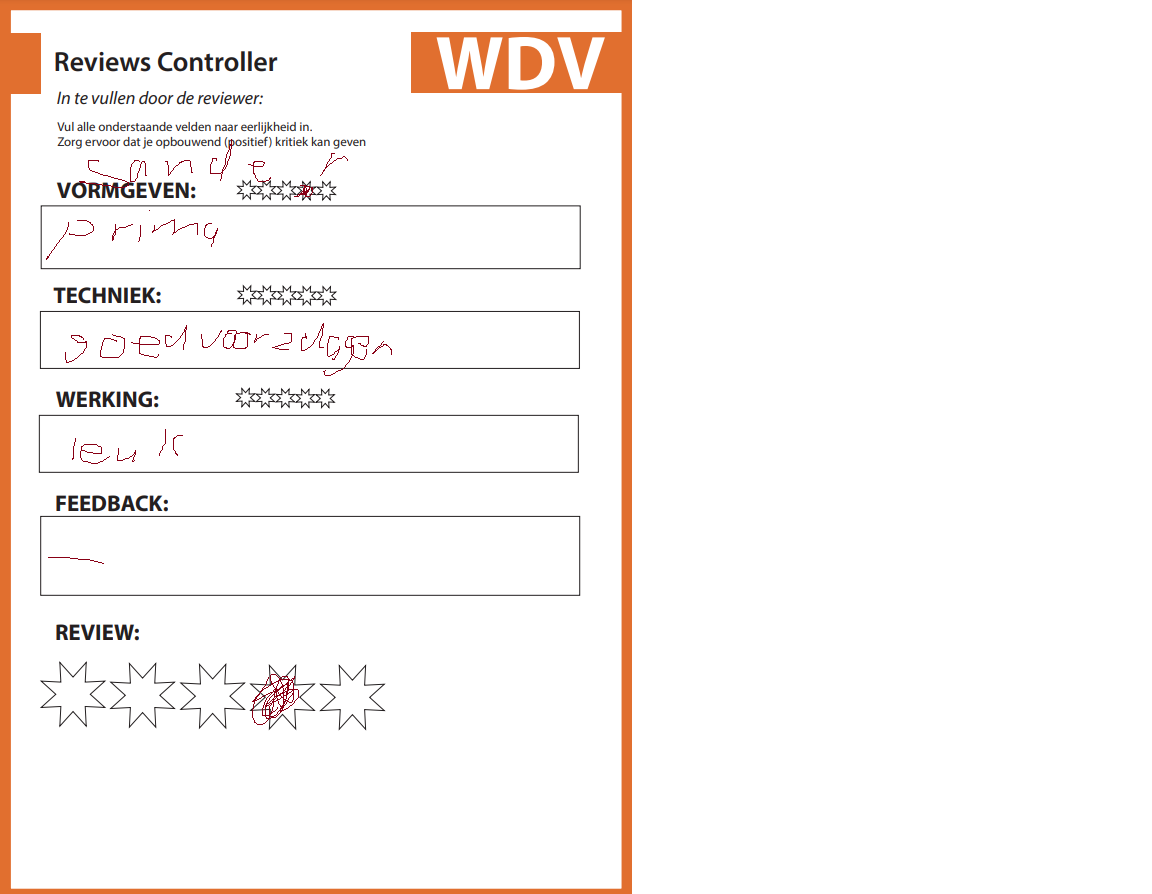 WDV
Reviews Controller
In te vullen door de reviewer:
Vul alle onderstaande velden naar eerlijkheid in.
Zorg ervoor dat je opbouwend (positief) kritiek kan geven
Sander
VORMGEVEN:
prima
TECHNIEK:
goed voor
WERKING:
leuk
FEEDBACK:
—
REVIEW: